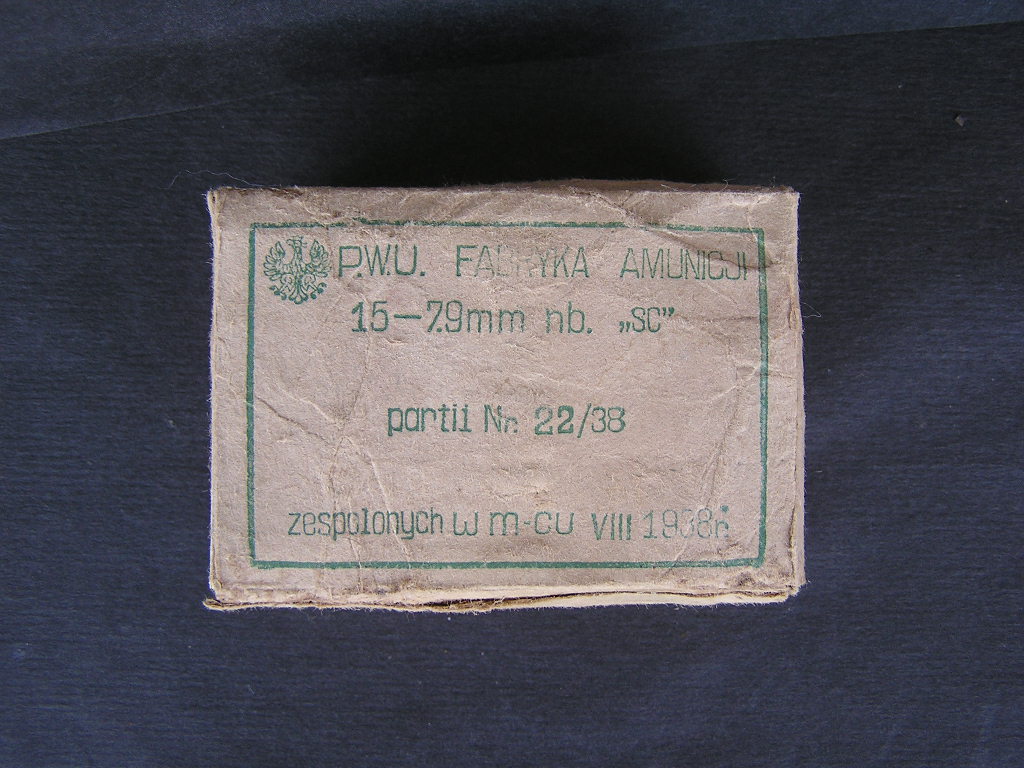 P.W.U. FABRYKA AMUNICJI
15—7.9mm nb. „SC”
partii Nr. 22/38
zespolonych w m-cu VIII 1938r.